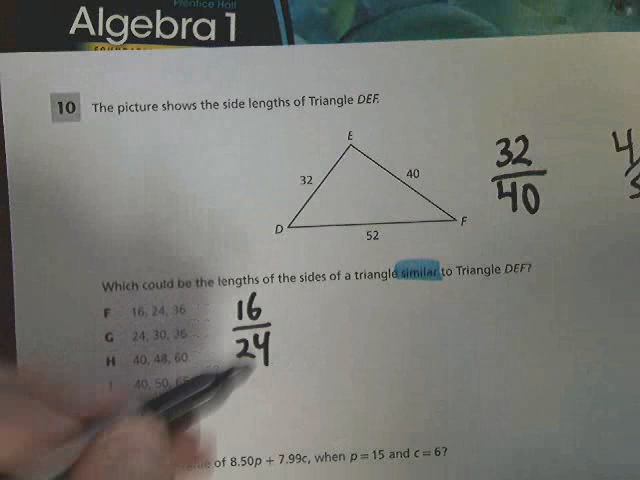 Prentice Hall
Algebra 1
10 The picture shows the side lengths of Triangle DEF.
E
32
40
D
F
52
32
40
4
Which could be the lengths of the sides of a triangle similar to Triangle DEF?
F 16, 24, 36
G 24, 30, 36
H 40, 48, 60
40, 50,
16
24
of 8.50p + 7.99c, when p = 15 and c = 6?